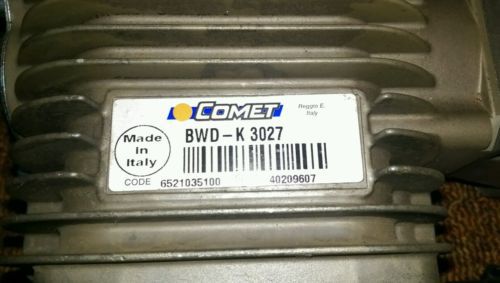 COMET
Reggio E.
Italy
BWD-K 3027
Made in Italy
CODE 6521035100 40209607